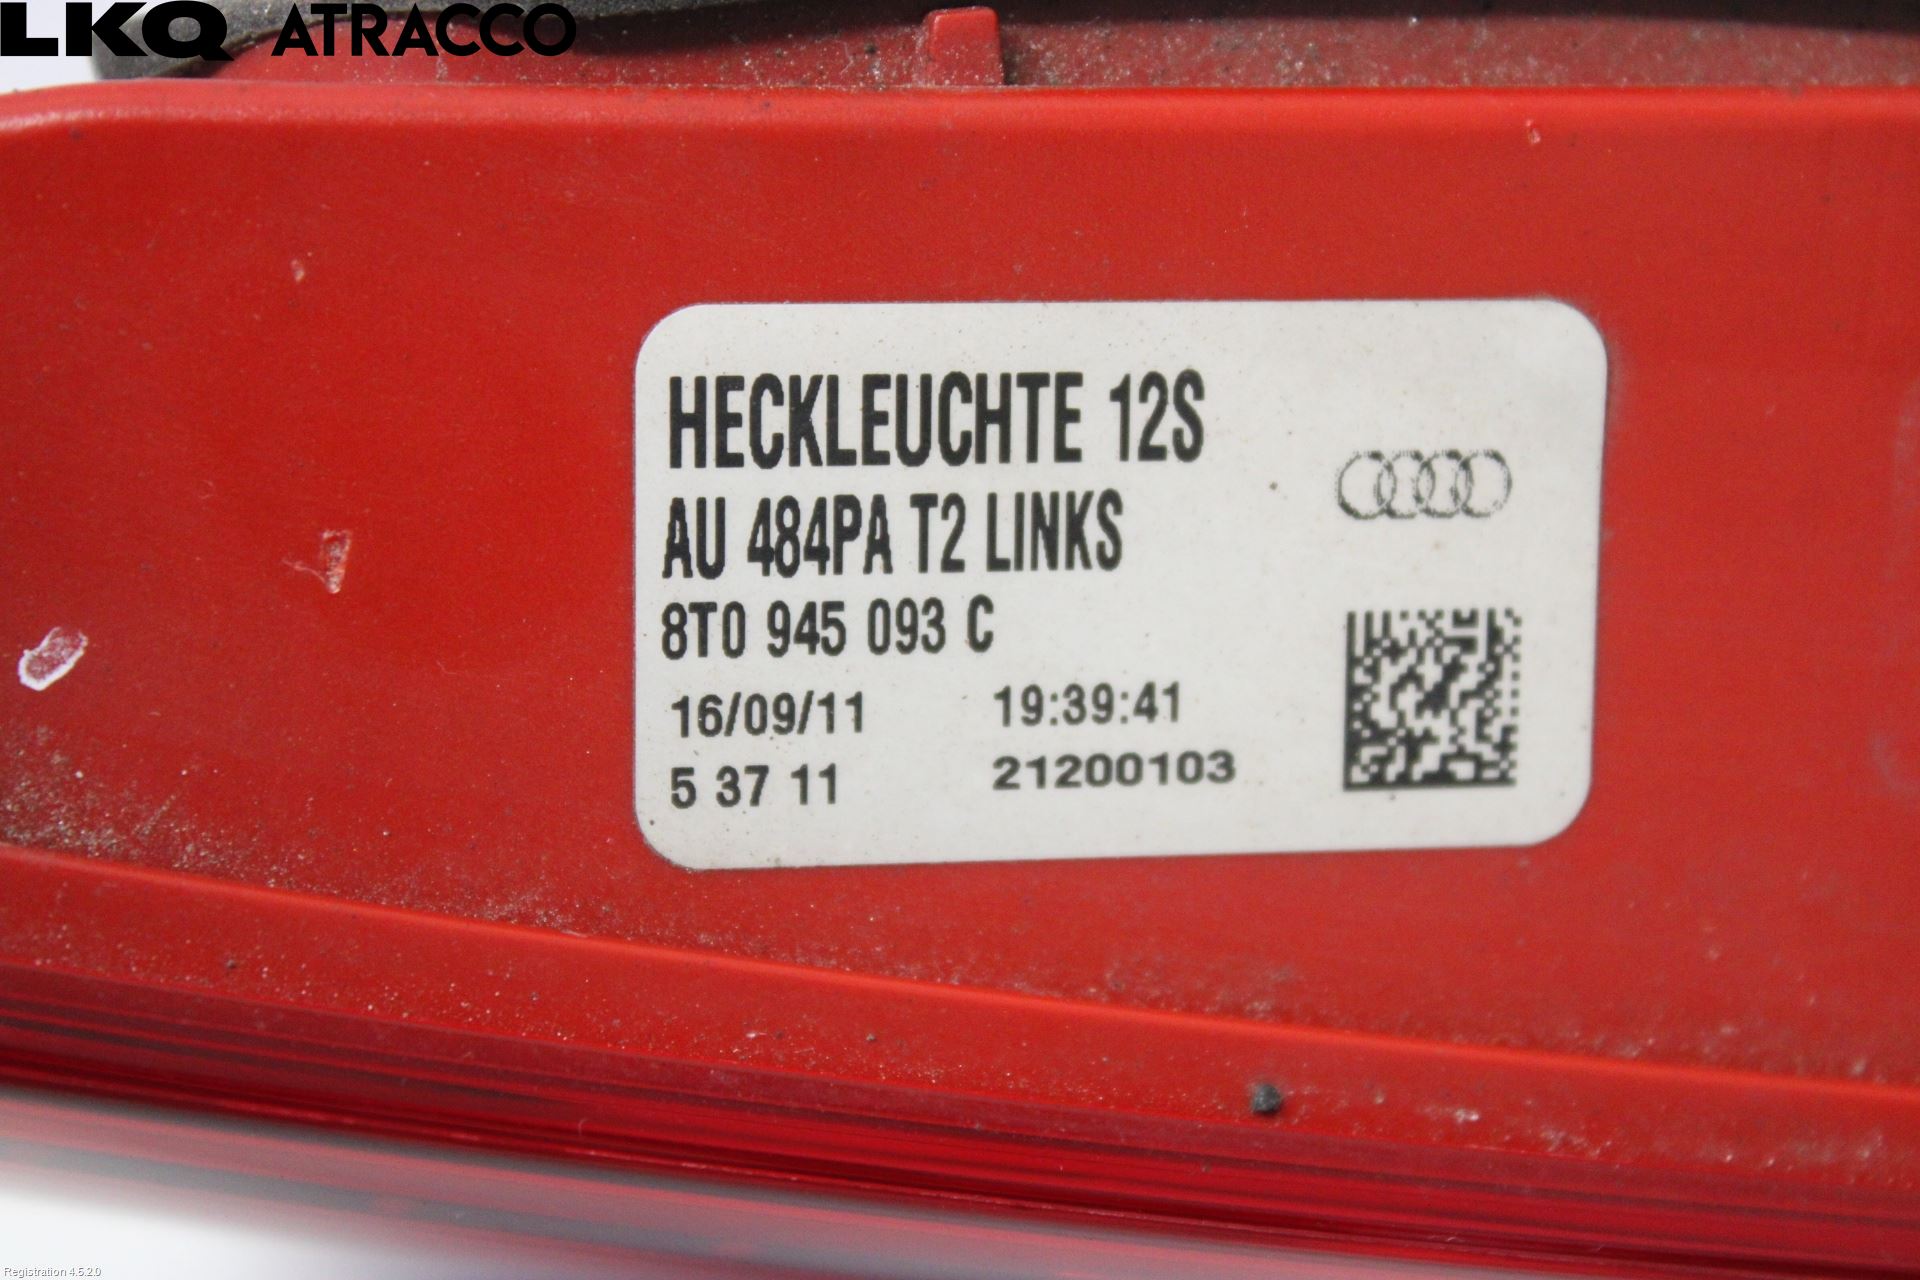 LKQ ATRACCO
HECKLEUCHTE 12S
AU 484PA T2 LINKS
8T0 945 093 C
16/09/11 19:39:41
5 37 11 21200103
Registration 4.5.2.0